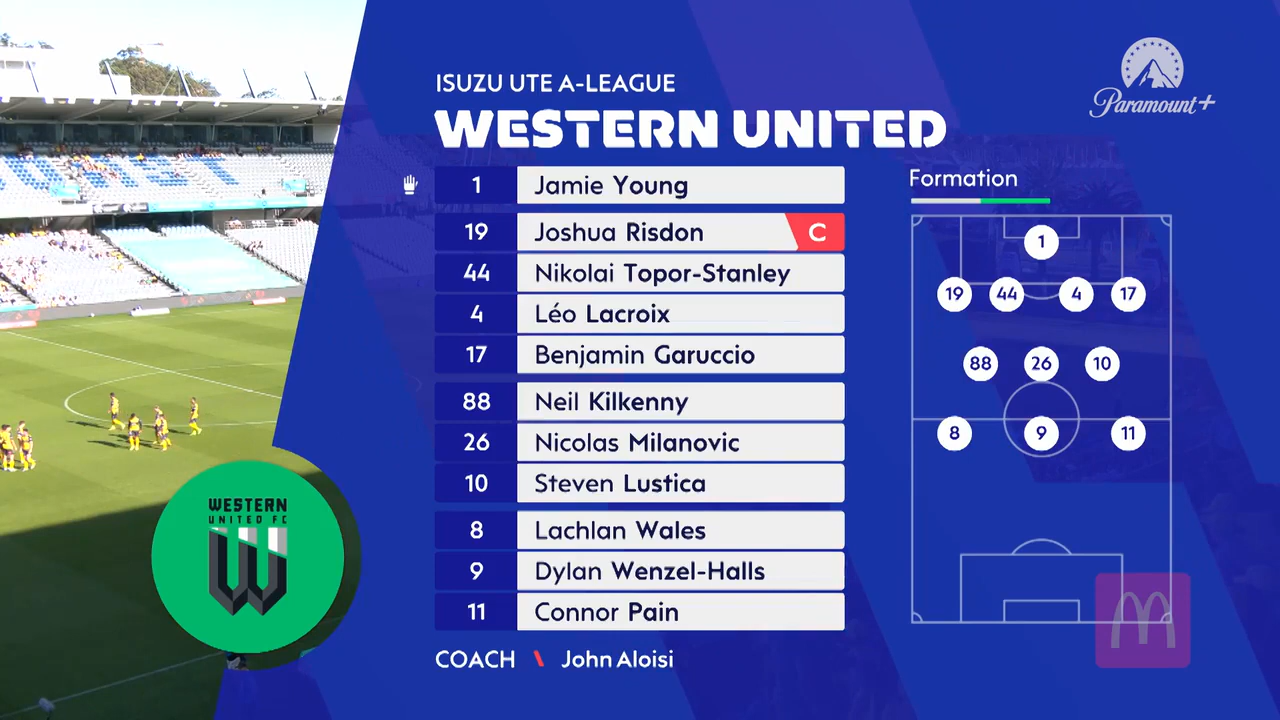 ISUZU UTE A-LEAGUE
WESTERN UNITED
Paramount+
1 Jamie Young
19 Joshua Risdon C
44 Nikolai Topor-Stanley
4 Léo Lacroix
17 Benjamin Garuccio
88 Neil Kilkenny
26 Nicolas Milanovic
10 Steven Lustica
8 Lachlan Wales
9 Dylan Wenzel-Halls
11 Connor Pain
COACH \ John Aloisi
Formation
1
19 44 4 17
88 26 10
8 9 11
WESTERN
UNITED FC